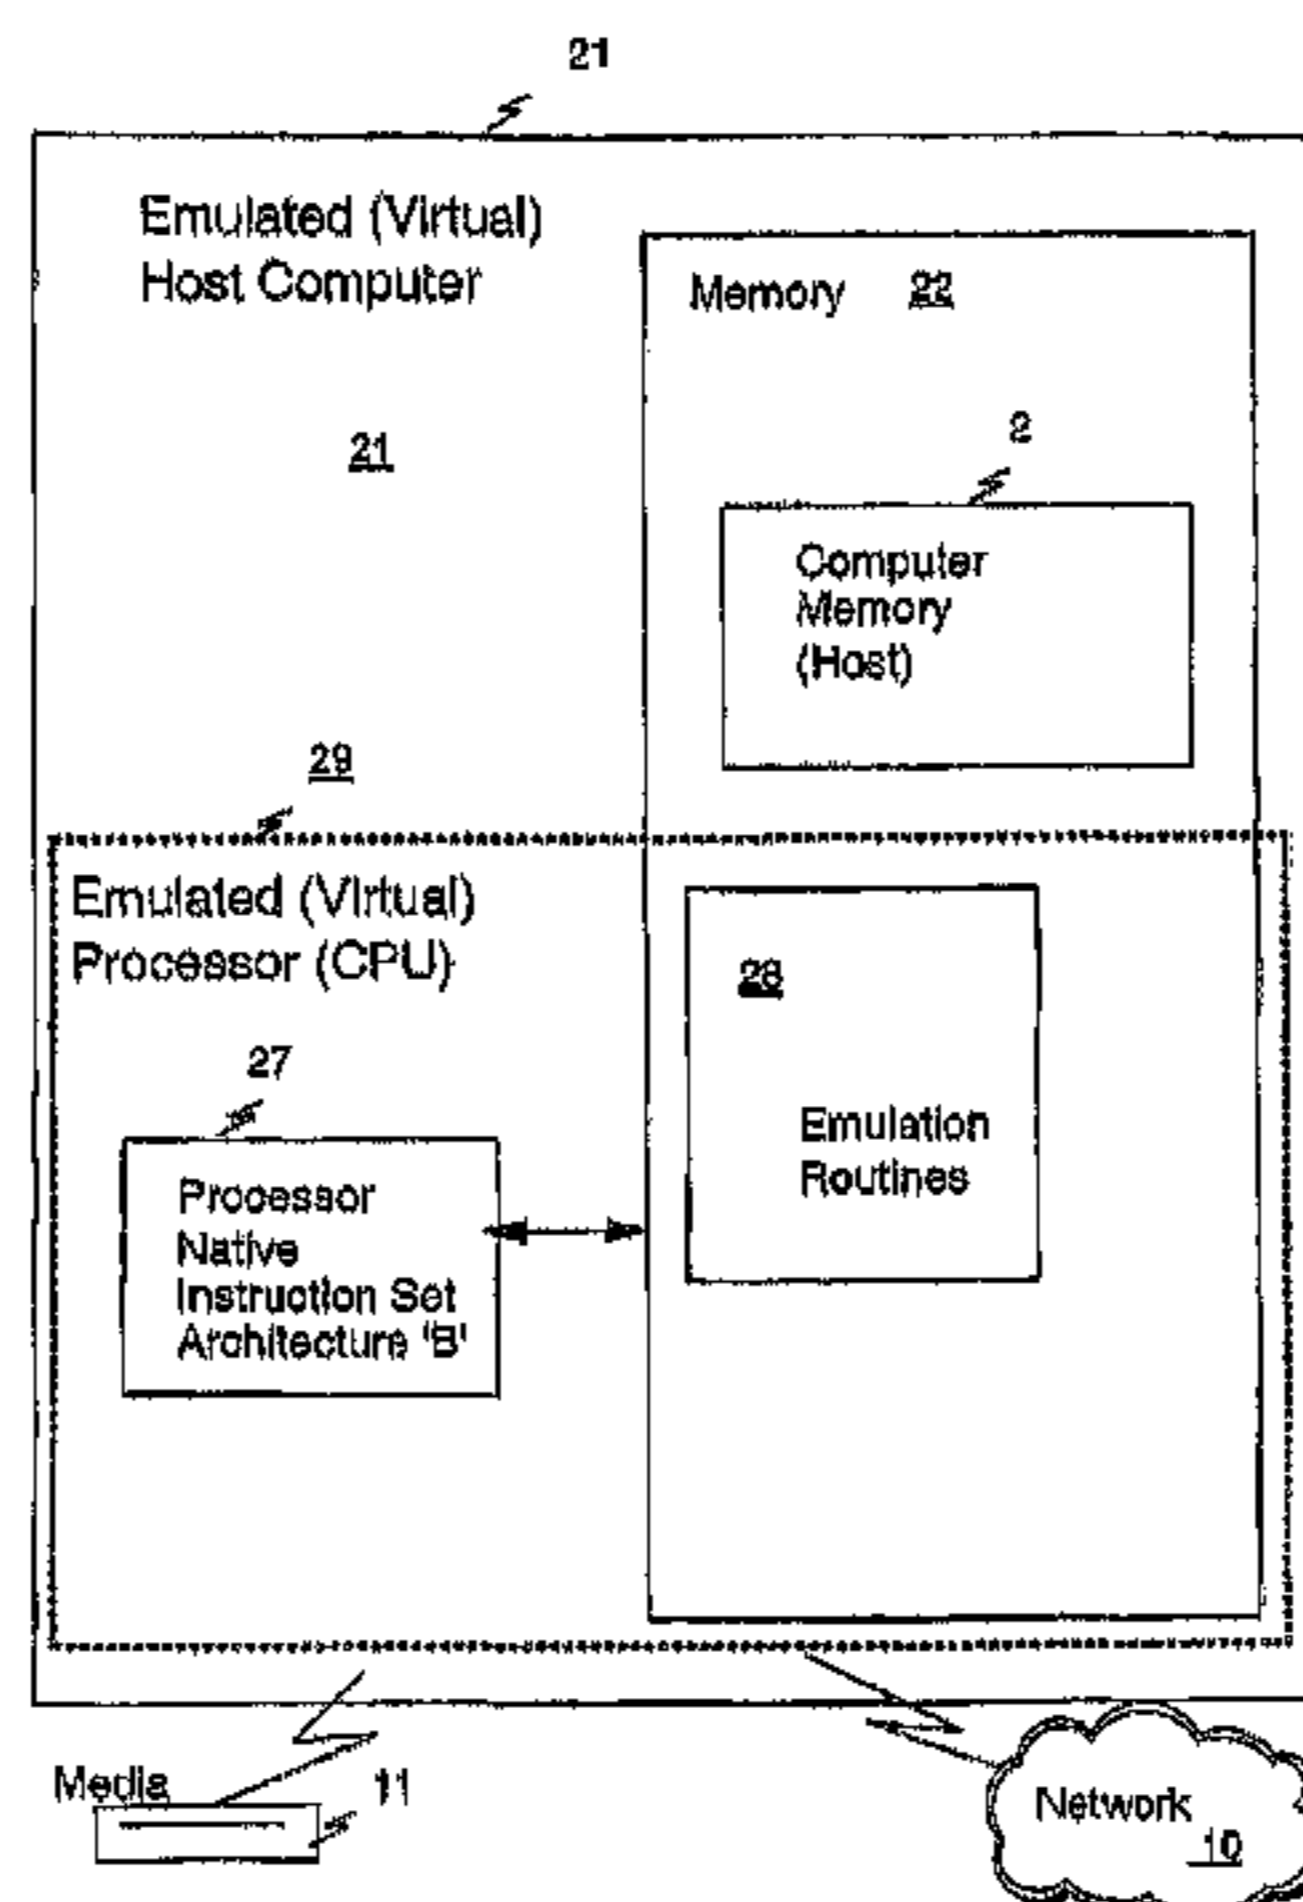 21
Emulated (Virtual)
Host Computer
Memory 22
21
2
Computer
Memory
(Host)
29
Emulated (Virtual)
Processor (CPU)
28
27
Emulation
Routines
Processor
Native
Instruction Set
Architecture 'B'
Media
11
Network
10